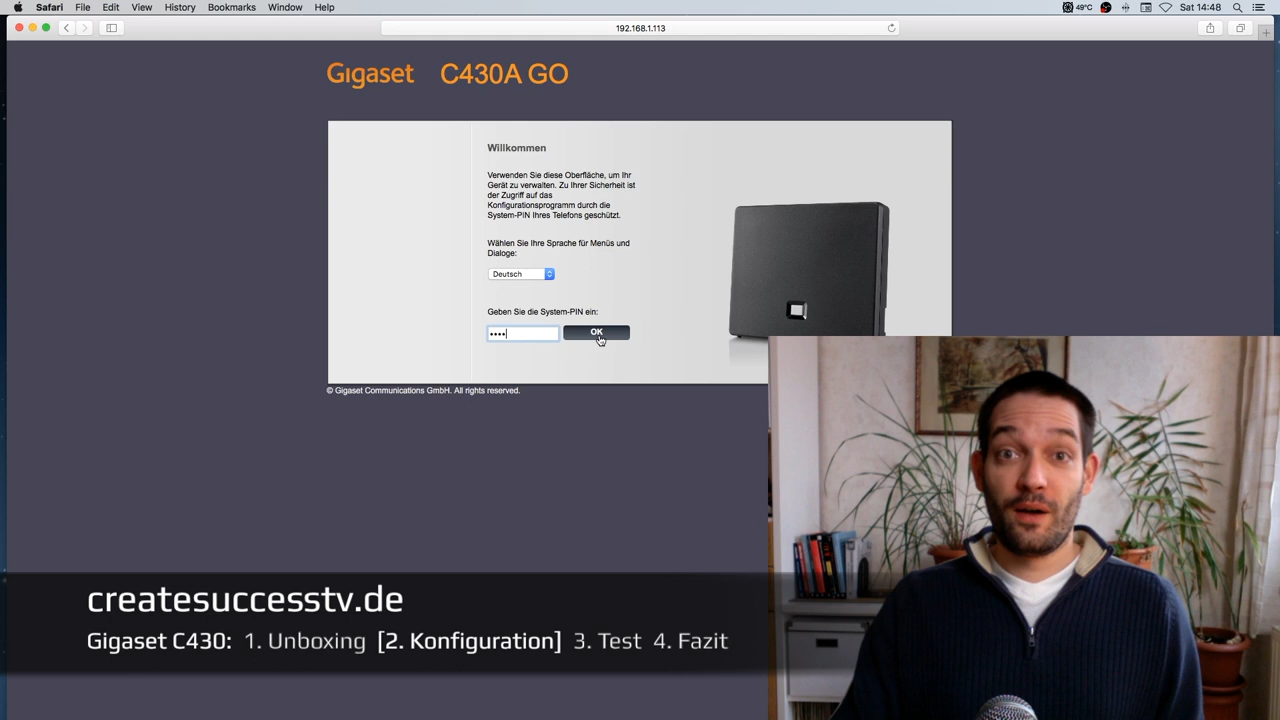 Safari File Edit View History Bookmarks Window Help
49°C Sat 14:48
192.168.1.113
Gigaset C430A GO
Willkommen
Verwenden Sie diese Oberfläche, um Ihr
Gerät zu verwalten. Zu Ihrer Sicherheit ist
der Zugriff auf das
Konfigurationsprogramm durch die
System-PIN Ihres Telefons geschützt.
Wählen Sie Ihre Sprache für Menüs und
Dialoge:
Deutsch
Geben Sie die System-PIN ein:
•••• OK
© Gigaset Communications GmbH. All rights reserved.
createsuccesstv.de
Gigaset C430: 1. Unboxing [2. Konfiguration] 3. Test 4. Fazit